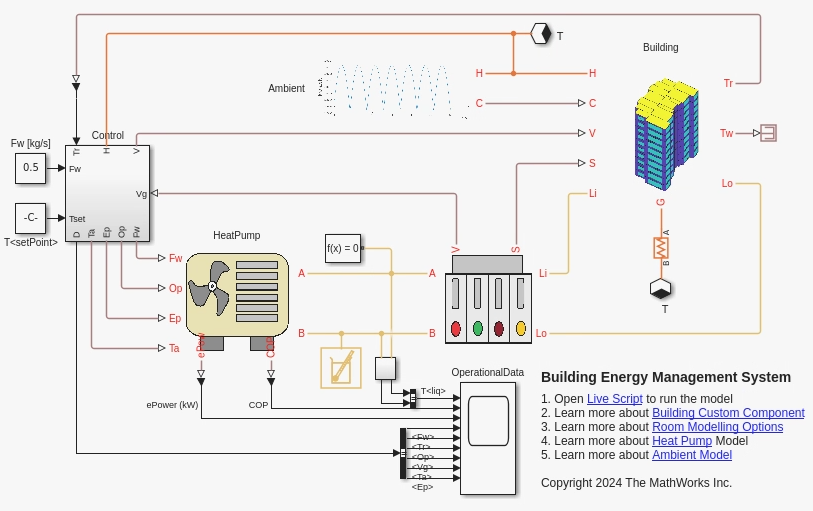 T
Building
H
H
Tr
Ambient
C
C
Fw [kg/s]
Control
V
Tw
Tr
H
V
0.5
Fw
S
Vg
Li
Lo
-C-
Tset
G
T<setPoint>
D
Ta
Ep
Op
Fw
HeatPump
A
f(x) = 0
V
S
Fw
B
A
A
Li
Op
T
Ep
B
B
Lo
ePow
COP
Ta
Building Energy Management System
OperationalData
T<liq>
1. Open Live Script to run the model
ePower (kW)
COP
2. Learn more about Building Custom Component
3. Learn more about Room Modelling Options
<Fw>
4. Learn more about Heat Pump Model
<Tr>
5. Learn more about Ambient Model
<Op>
<Vg>
<Ta>
Copyright 2024 The MathWorks Inc.
<Ep>